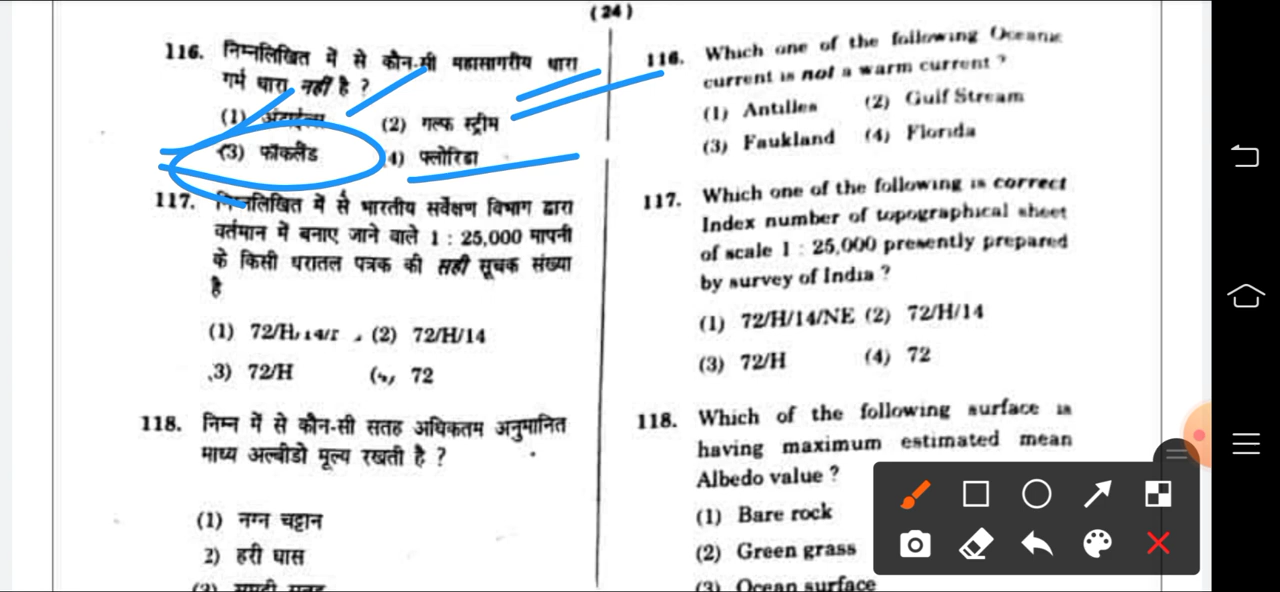 (24)
116. निम्नलिखित में से कौन-सी महासागरीय धारा
गर्म धारा नहीं है ?
(1) अंटाईल्स (2) गल्फ स्ट्रीम
(3) फॉकलैंड (4) फ्लोरिडा
117. निम्नलिखित में से भारतीय सर्वेक्षण विभाग द्वारा
वर्तमान में बनाए जाने वाले 1 : 25,000 मापनी
के किसी धरातल पत्रक की सही सूचक संख्या
है
(1) 72/H/14/ (2) 72/H/14
3) 72/H 72
118. निम्न में से कौन-सी सतह अधिकतम अनुमानित
माध्य अल्बीडो मूल्य रखती है ?
(1) नग्न चट्टान
2) हरी घास
116. Which one of the following Oceanic
current is not a warm current ?
(1) Antilles (2) Gulf Stream
(3) Faukland (4) Florida
117. Which one of the following is correct
Index number of topographical sheet
of scale 1 : 25,000 presently prepared
by survey of India ?
(1) 72/H/14/NE (2) 72/H/14
(3) 72/H (4) 72
118. Which of the following surface is
having maximum estimated mean
Albedo value ?
(1) Bare rock
(2) Green grass
(3) Ocean surface